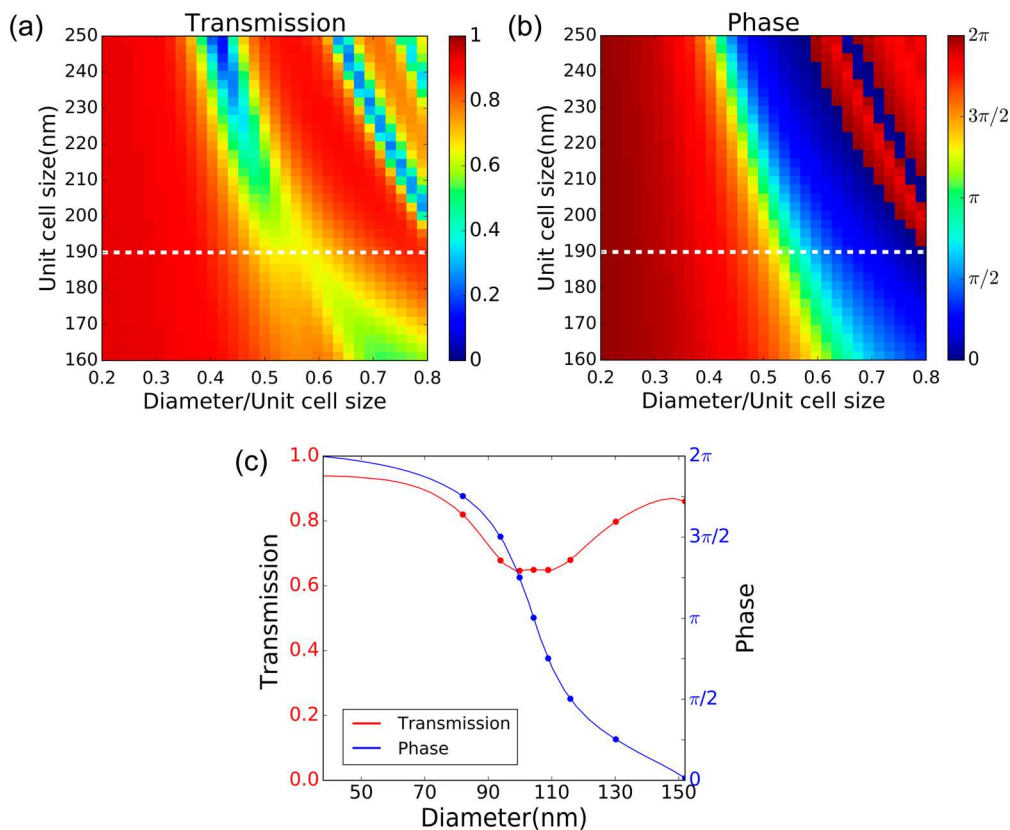 (a)
Transmission
Unit cell size(nm)
250
240
230
220
210
200
190
180
170
160
0.2
0.3
0.4
0.5
0.6
0.7
0.8
Diameter/Unit cell size
1
0.8
0.6
0.4
0.2
0
(b)
Phase
Unit cell size(nm)
250
240
230
220
210
200
190
180
170
160
0.2
0.3
0.4
0.5
0.6
0.7
0.8
Diameter/Unit cell size
2π
3π/2
π
π/2
0
(c)
Transmission
1.0
0.8
0.6
0.4
0.2
0.0
Transmission
Phase
50
70
90
110
130
150
Diameter(nm)
2π
3π/2
π
π/2
0
Phase